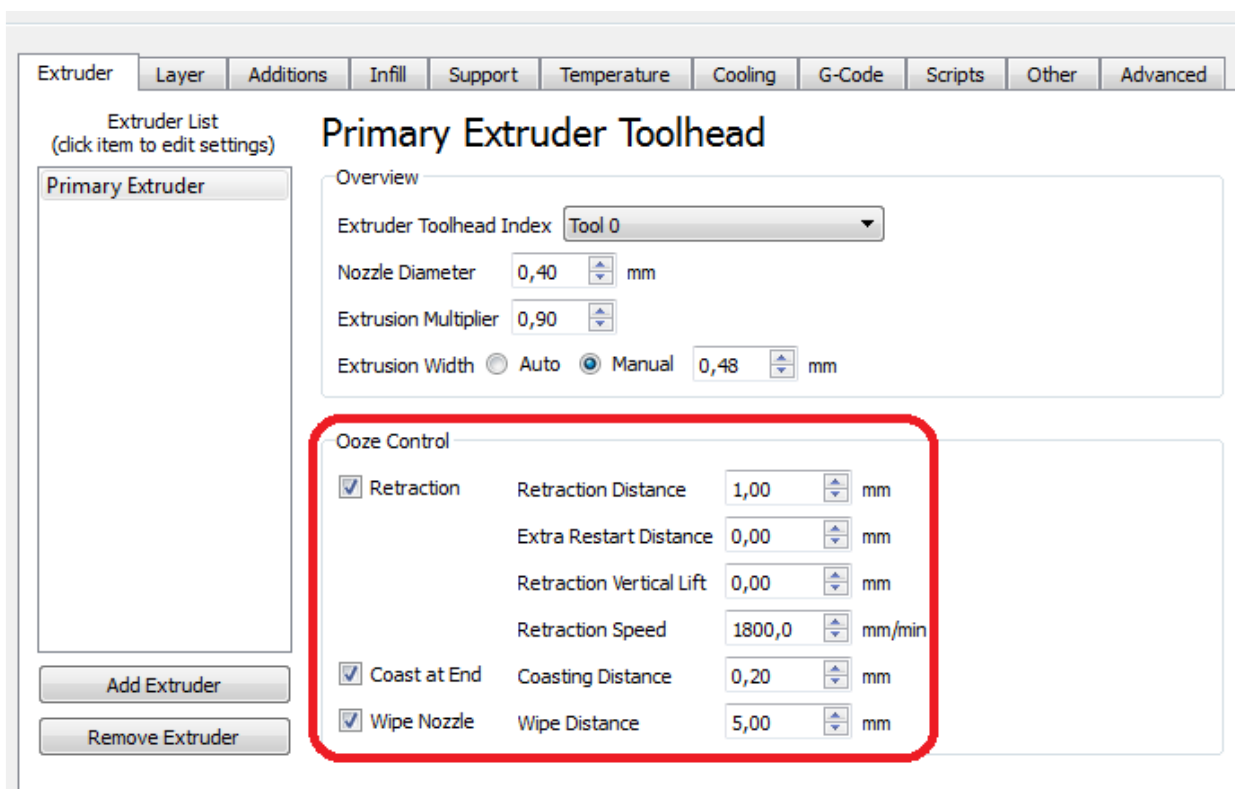 Extruder Layer Additions Infill Support Temperature Cooling G-Code Scripts Other Advanced
Extruder List
(click item to edit settings)
Primary Extruder
Add Extruder
Remove Extruder
Primary Extruder Toolhead
Overview
Extruder Toolhead Index Tool 0
Nozzle Diameter 0,40 mm
Extrusion Multiplier 0,90
Extrusion Width Auto Manual 0,48 mm
Ooze Control
Retraction Retraction Distance 1,00 mm
Extra Restart Distance 0,00 mm
Retraction Vertical Lift 0,00 mm
Retraction Speed 1800,0 mm/min
Coast at End Coasting Distance 0,20 mm
Wipe Nozzle Wipe Distance 5,00 mm